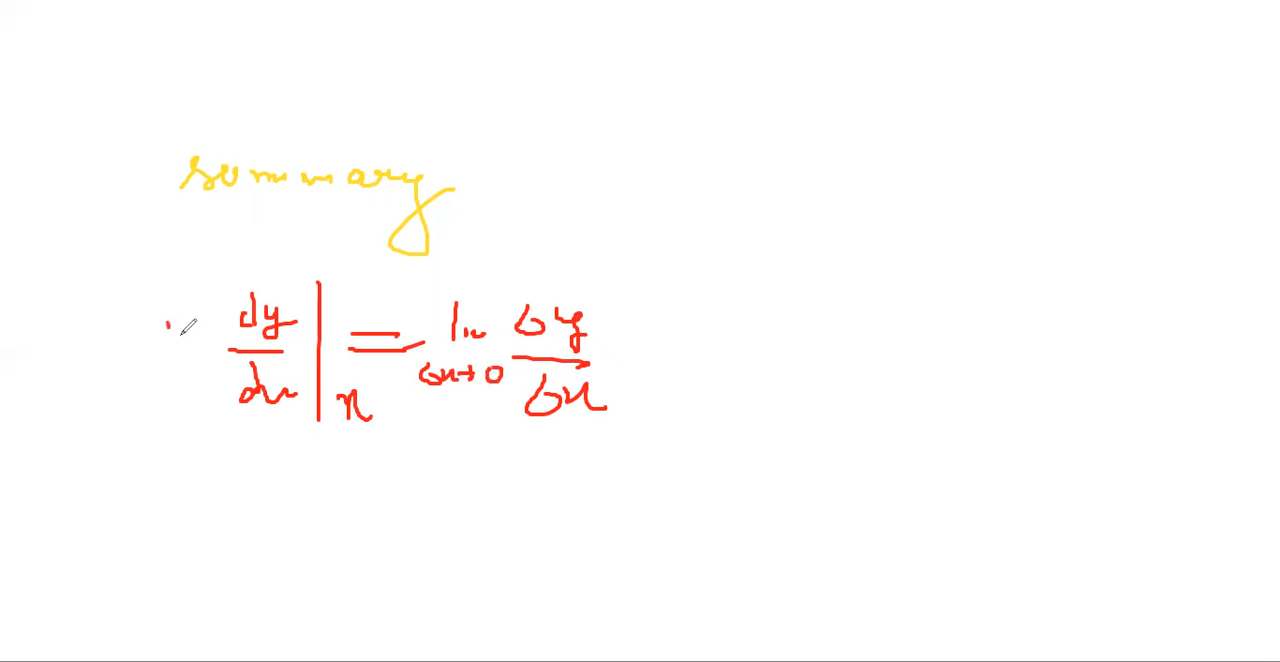 summary
dy/dx | x = lim δx→0 δy/δx